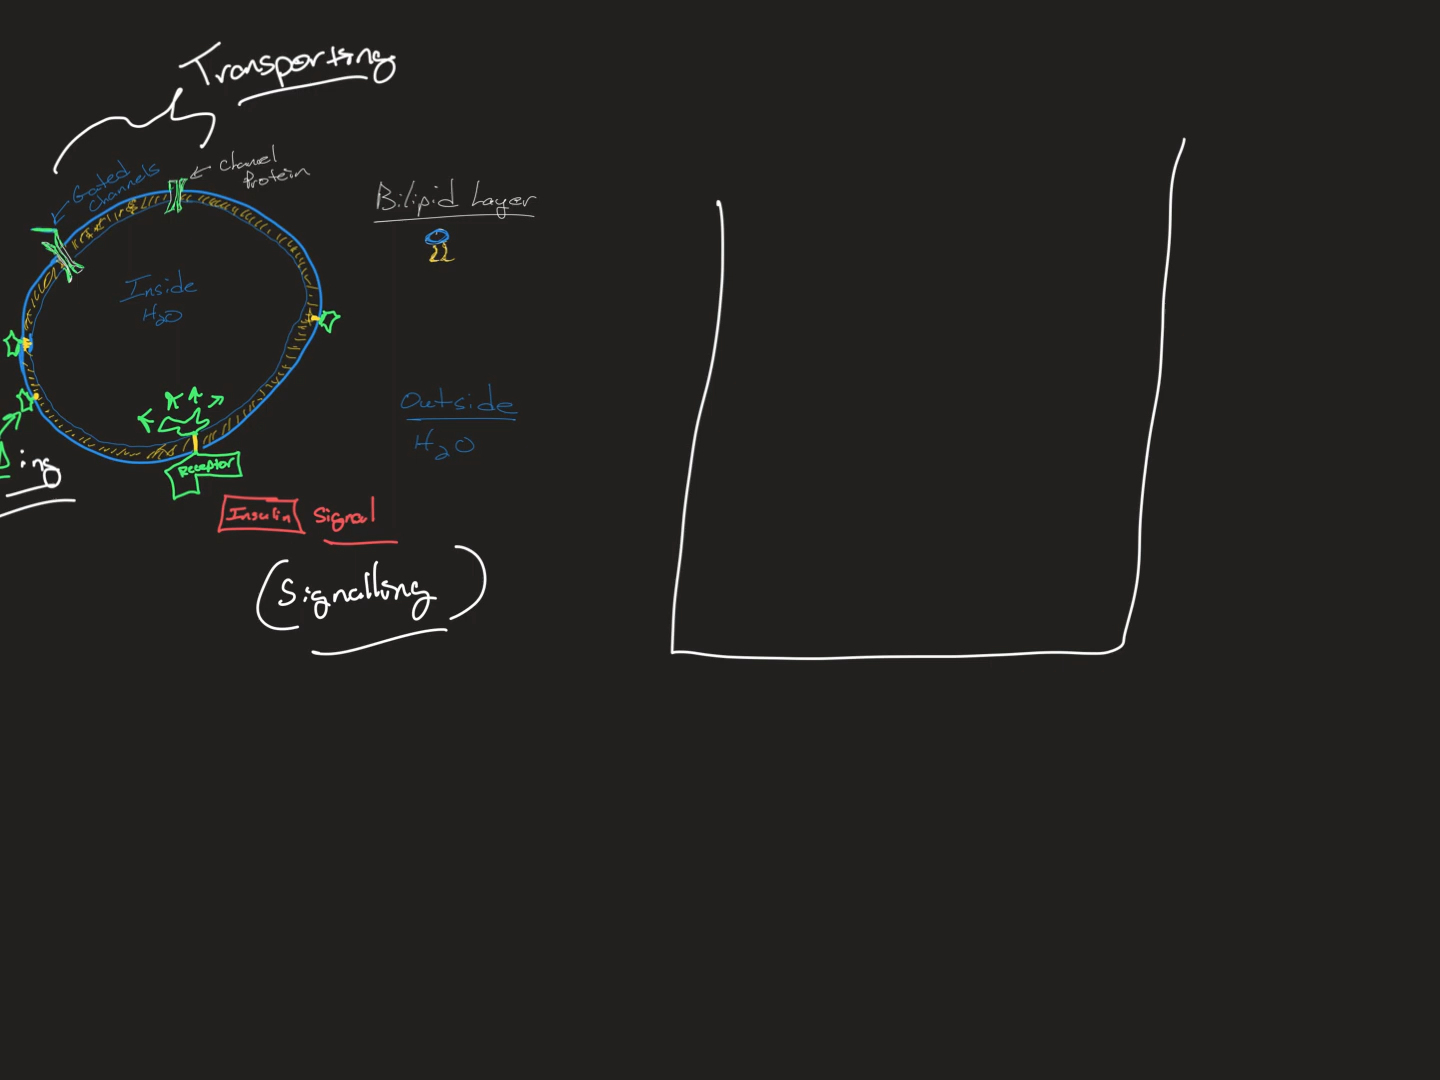 Transporting
Gated
Channels
Channel
Protein
Bilipid Layer
Inside
H2O
Outside
H2O
ing
Receptor
Insulin Signal
(Signalling)